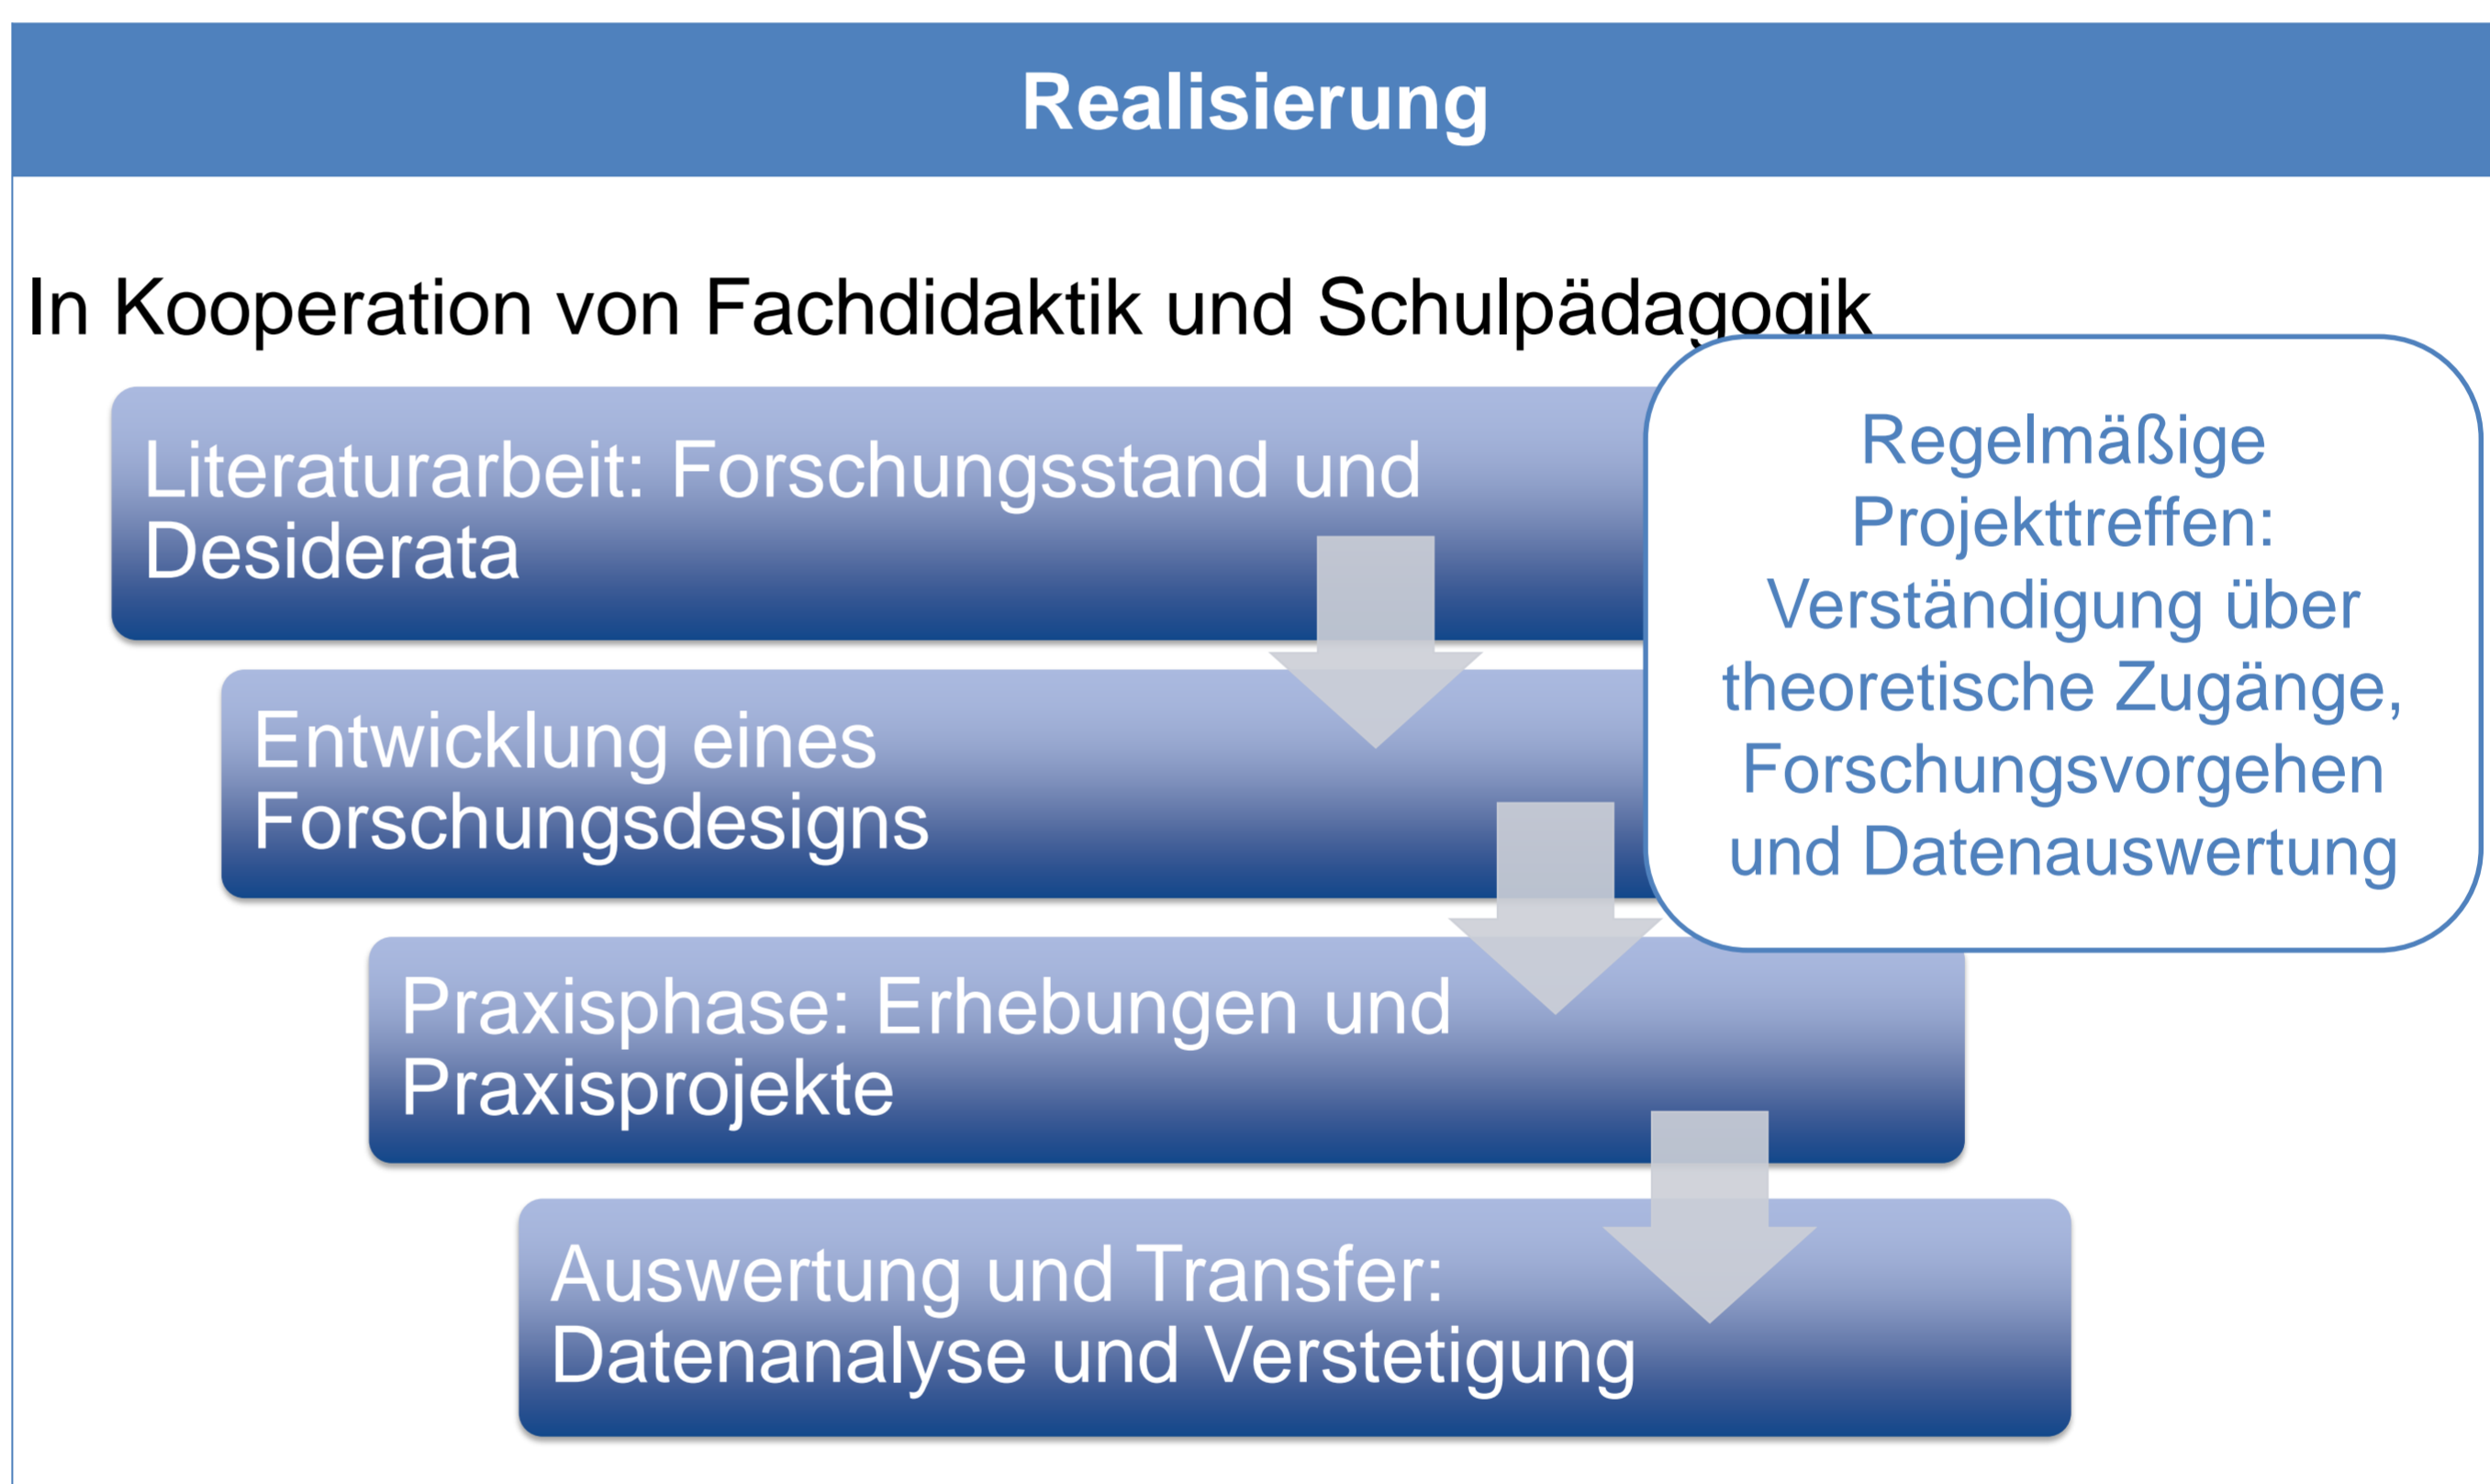 Realisierung
In Kooperation von Fachdidaktik und Schulpädagogik
Literaturarbeit: Forschungsstand und
Desiderata
Entwicklung eines
Forschungsdesigns
Praxisphase: Erhebungen und
Praxisprojekte
Auswertung und Transfer:
Datenanalyse und Verstetigung
Regelmäßige
Projekttreffen:
Verständigung über
theoretische Zugänge,
Forschungsvorgehen
und Datenauswertung